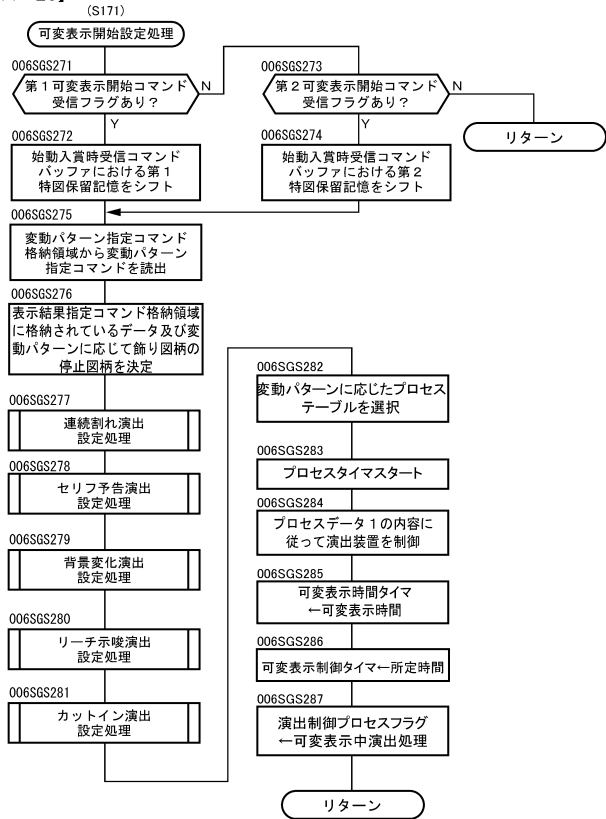 (S171)
可変表示開始設定処理
006SGS271
第１可変表示開始コマンド
受信フラグあり？
N
Y
006SGS273
第２可変表示開始コマンド
受信フラグあり？
N
Y
リターン
006SGS272
始動入賞時受信コマンド
バッファにおける第１
特図保留記憶をシフト
006SGS274
始動入賞時受信コマンド
バッファにおける第２
特図保留記憶をシフト
006SGS275
変動パターン指定コマンド
格納領域から変動パターン
指定コマンドを読出
006SGS276
表示結果指定コマンド格納領域
に格納されているデータ及び変
動パターンに応じて飾り図柄の
停止図柄を決定
006SGS277
連続割れ演出
設定処理
006SGS278
セリフ予告演出
設定処理
006SGS279
背景変化演出
設定処理
006SGS280
リーチ示唆演出
設定処理
006SGS281
カットイン演出
設定処理
006SGS282
変動パターンに応じたプロセス
テーブルを選択
006SGS283
プロセスタイマスタート
006SGS284
プロセスデータ１の内容に
従って演出装置を制御
006SGS285
可変表示時間タイマ
←可変表示時間
006SGS286
可変表示制御タイマ←所定時間
006SGS287
演出制御プロセスフラグ
←可変表示中演出処理
リターン